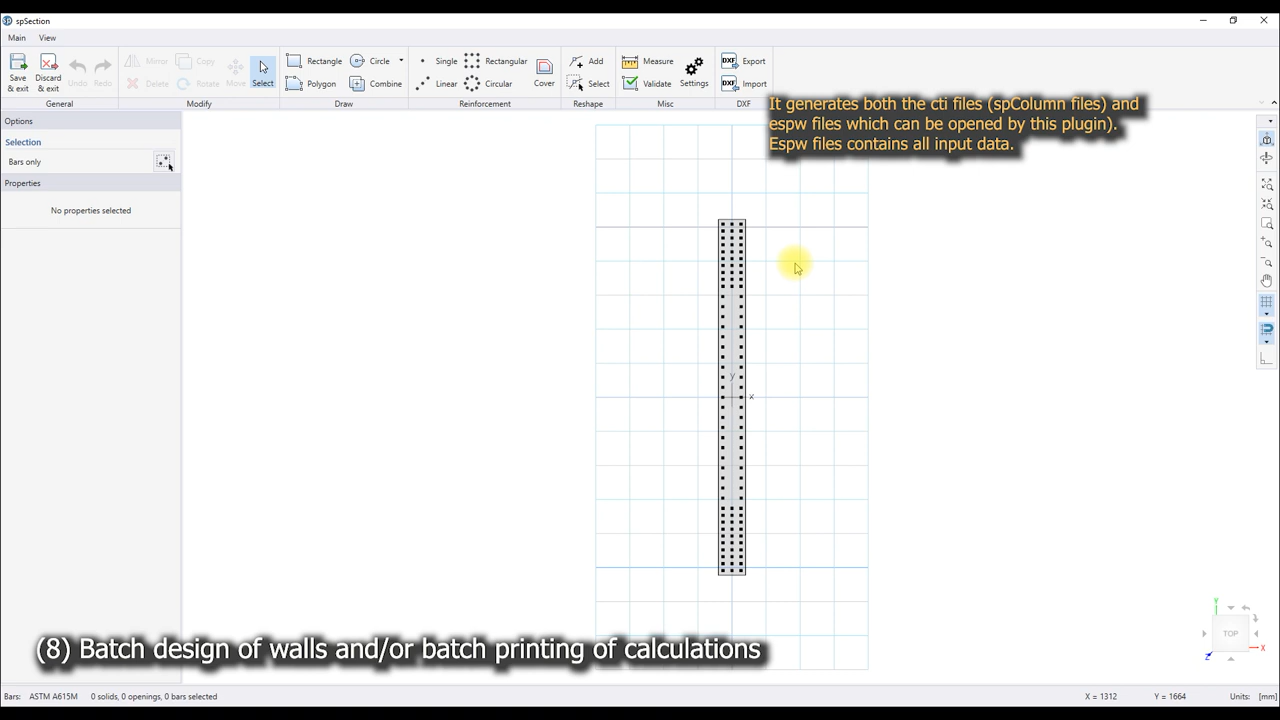 spSection
Main View
Save & exit
Discard & exit
Undo
Redo
General
Mirror
Copy
Delete
Rotate
Move
Select
Modify
Rectangle
Circle
Polygon
Combine
Draw
Single
Rectangular
Linear
Circular
Cover
Reinforcement
Add
Select
Reshape
Measure
Validate
Settings
Misc
DXF Export
DXF Import
DXF
Options
Selection
Bars only
Properties
No properties selected
It generates both the cti files (spColumn files) and
espw files which can be opened by this plugin).
Espw files contains all input data.
y
x
(8) Batch design of walls and/or batch printing of calculations
Y
TOP
X
Z
Bars: ASTM A615M 0 solids, 0 openings, 0 bars selected X = 1312 Y = 1664 Units: [mm]